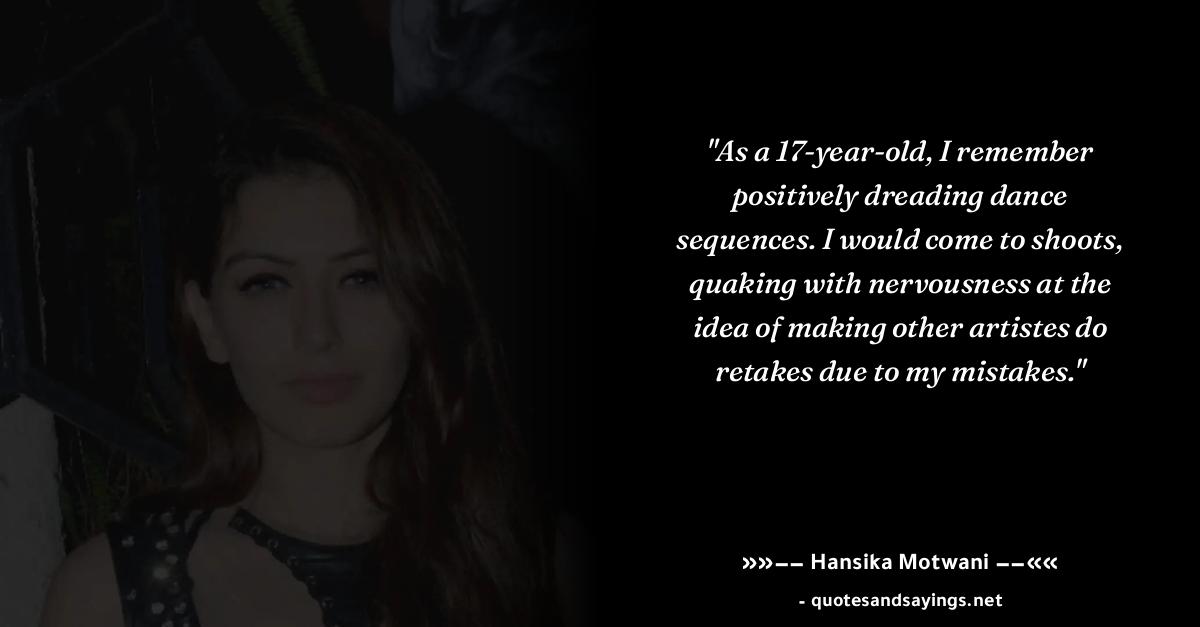 "As a 17-year-old, I remember
positively dreading dance
sequences. I would come to shoots,
quaking with nervousness at the
idea of making other artistes do
retakes due to my mistakes."
»»−− Hansika Motwani −−««
- quotesandsayings.net